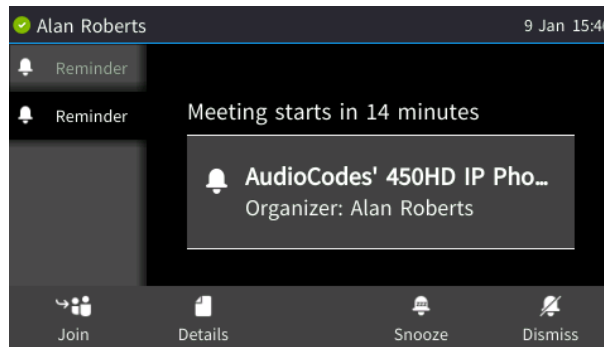 Alan Roberts
9 Jan 15:40
Reminder
Reminder
Meeting starts in 14 minutes
AudioCodes' 450HD IP Pho...
Organizer: Alan Roberts
Join
Details
Snooze
Dismiss